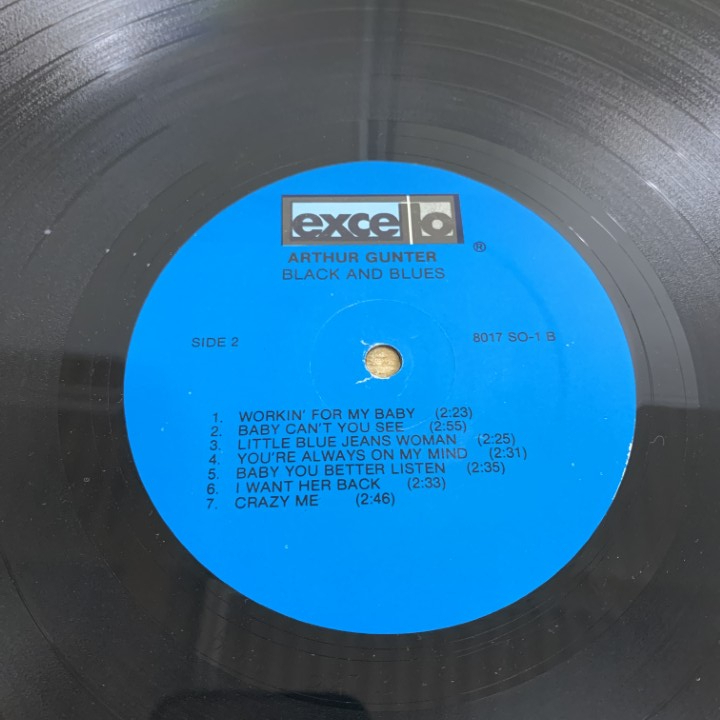 excello
®
ARTHUR GUNTER
BLACK AND BLUES
SIDE 2
8017 SO-1 B
1. WORKIN' FOR MY BABY (2:23)
2. BABY CAN'T YOU SEE (2:55)
3. LITTLE BLUE JEANS WOMAN (2:25)
4. YOU'RE ALWAYS ON MY MIND (2:31)
5. BABY YOU BETTER LISTEN (2:35)
6. I WANT HER BACK (2:33)
7. CRAZY ME (2:46)